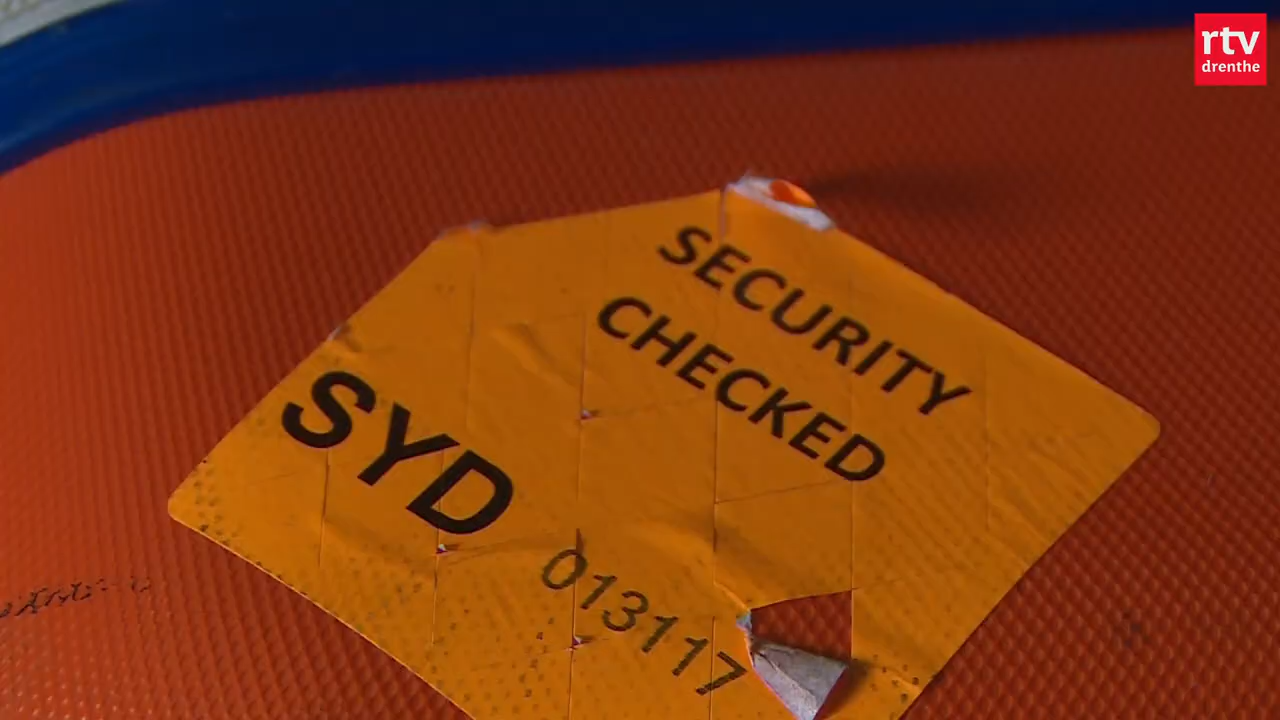 rtv
drenthe
SECURITY
CHECKED
SYD
013117